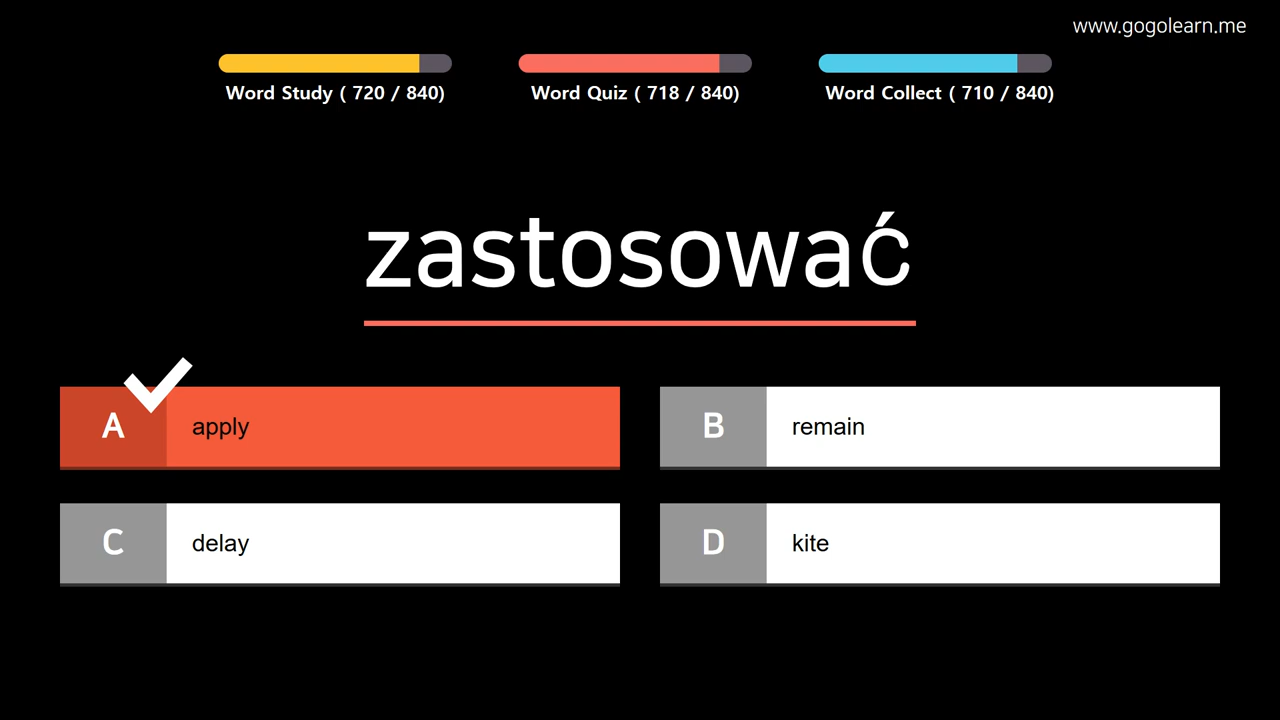 www.gogolearn.me
Word Study ( 720 / 840)
Word Quiz ( 718 / 840)
Word Collect ( 710 / 840)
zastosować
A apply
B remain
C delay
D kite